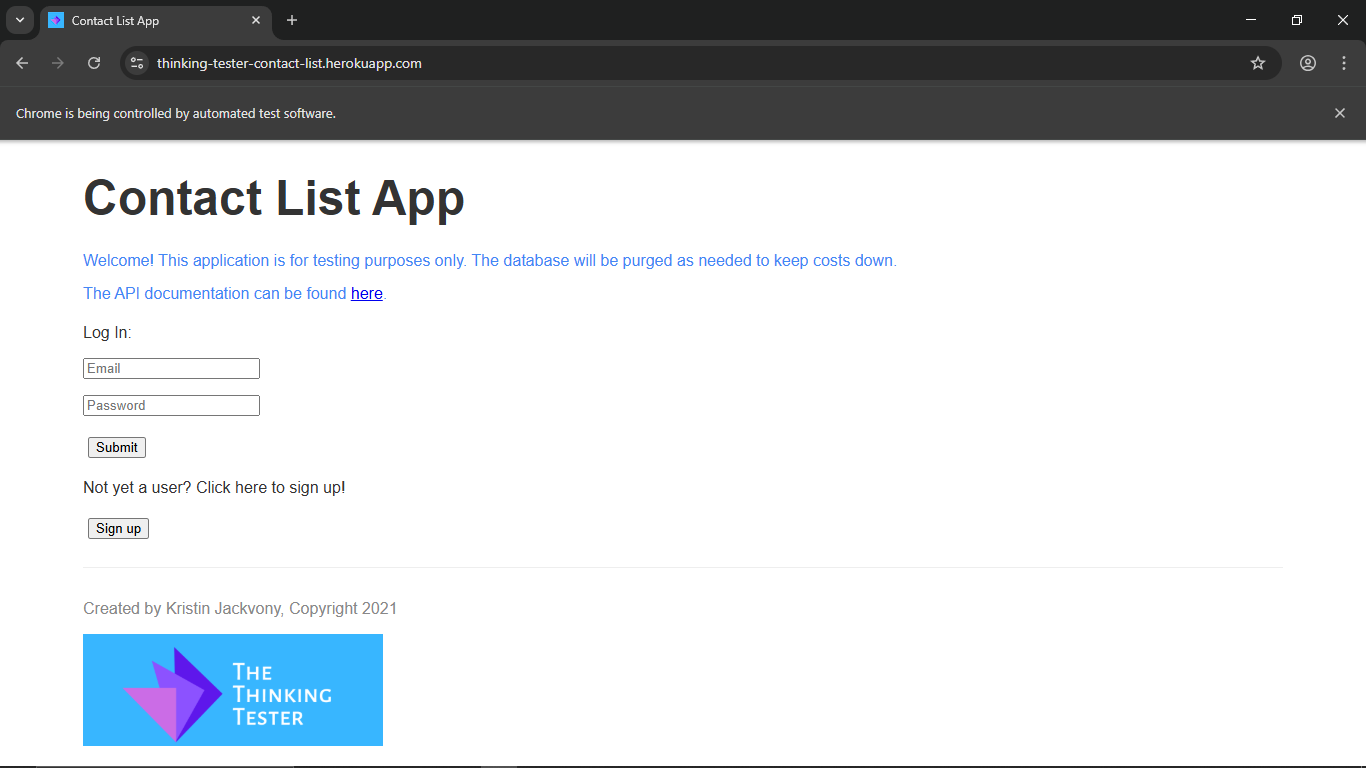 Contact List App
thinking-tester-contact-list.herokuapp.com
Chrome is being controlled by automated test software.
Contact List App
Welcome! This application is for testing purposes only. The database will be purged as needed to keep costs down.
The API documentation can be found here.
Log In:
Email
Password
Submit
Not yet a user? Click here to sign up!
Sign up
Created by Kristin Jackvony, Copyright 2021
THE
THINKING
TESTER